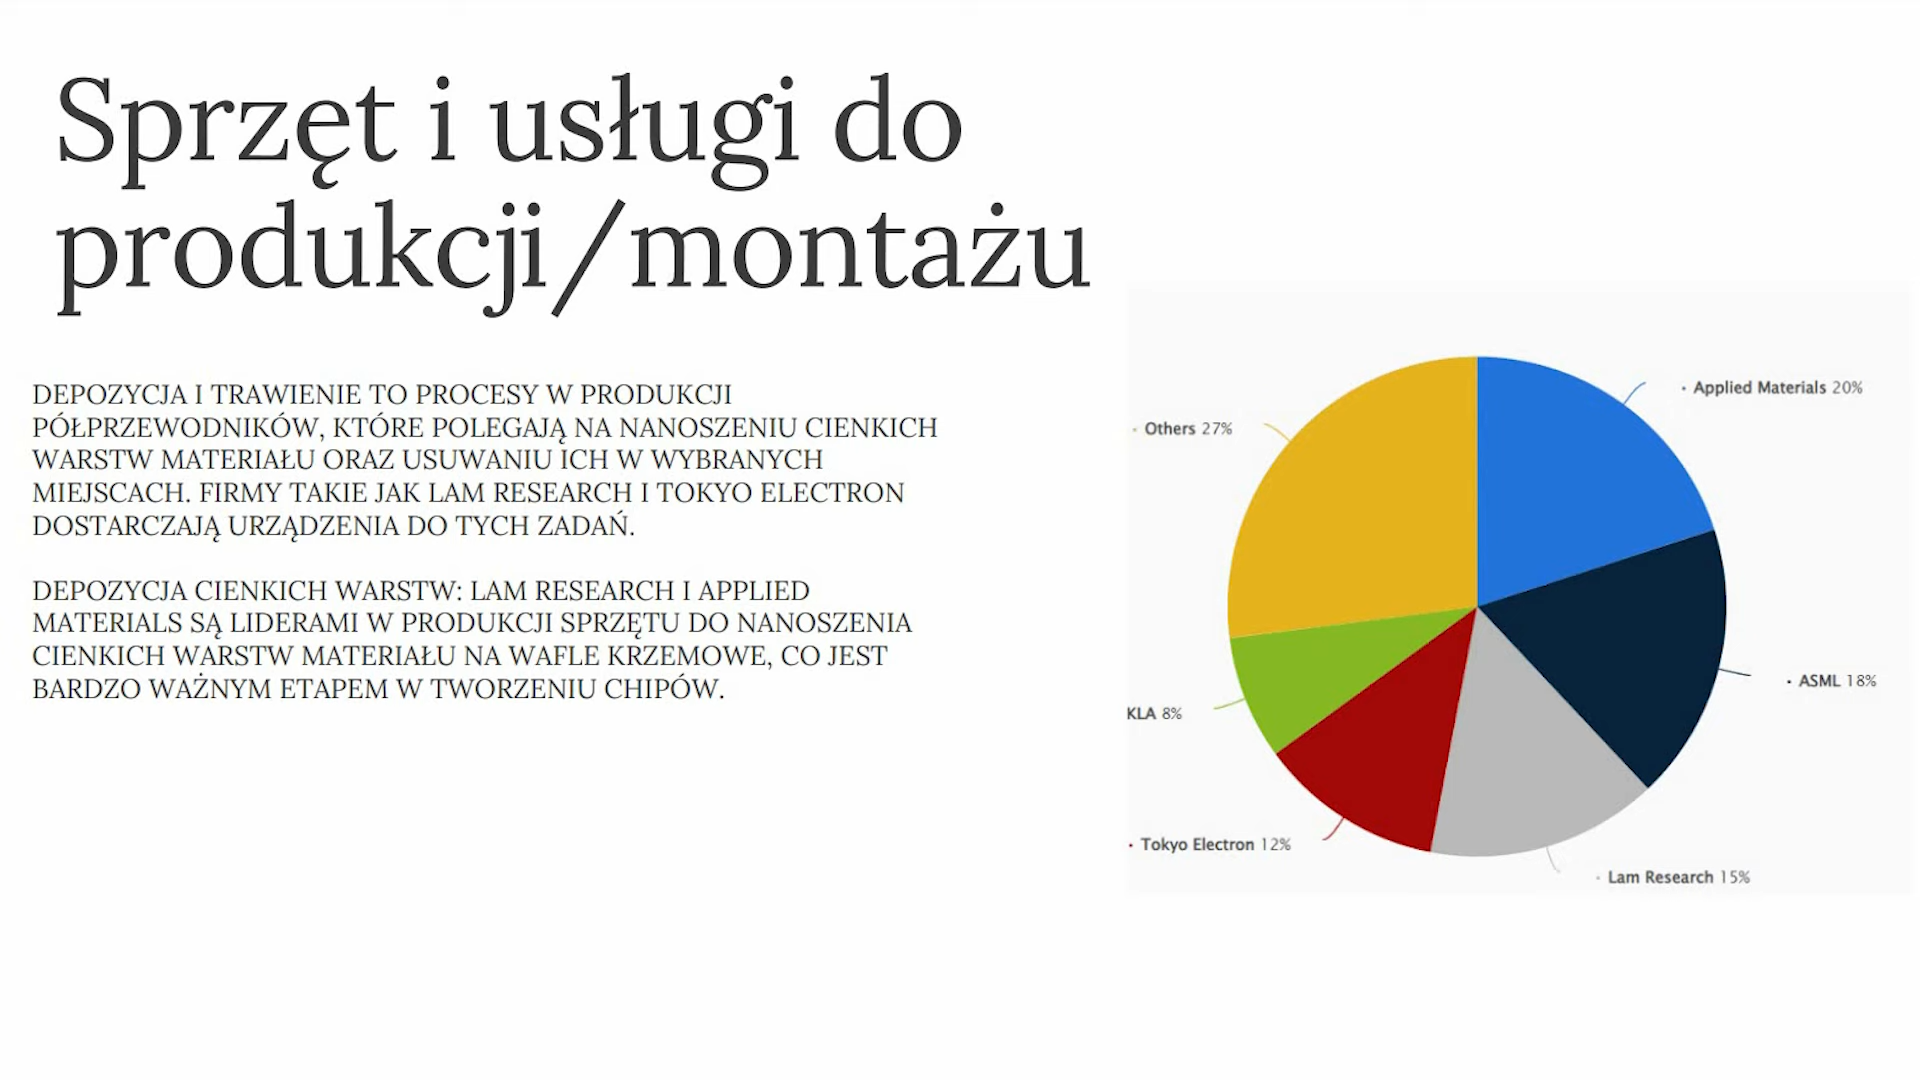 Sprzęt i usługi do
produkcji/montażu
DEPOZYCJA I TRAWIENIE TO PROCESY W PRODUKCJI
PÓŁPRZEWODNIKÓW, KTÓRE POLEGAJĄ NA NANOSZENIU CIENKICH
WARSTW MATERIAŁU ORAZ USUWANIU ICH W WYBRANYCH
MIEJSCACH. FIRMY TAKIE JAK LAM RESEARCH I TOKYO ELECTRON
DOSTARCZAJĄ URZĄDZENIA DO TYCH ZADAŃ.
DEPOZYCJA CIENKICH WARSTW: LAM RESEARCH I APPLIED
MATERIALS SĄ LIDERAMI W PRODUKCJI SPRZĘTU DO NANOSZENIA
CIENKICH WARSTW MATERIAŁU NA WAFLE KRZEMOWE, CO JEST
BARDZO WAŻNYM ETAPEM W TWORZENIU CHIPÓW.
• Applied Materials 20%
• Others 27%
• ASML 18%
KLA 8%
• Tokyo Electron 12%
• Lam Research 15%